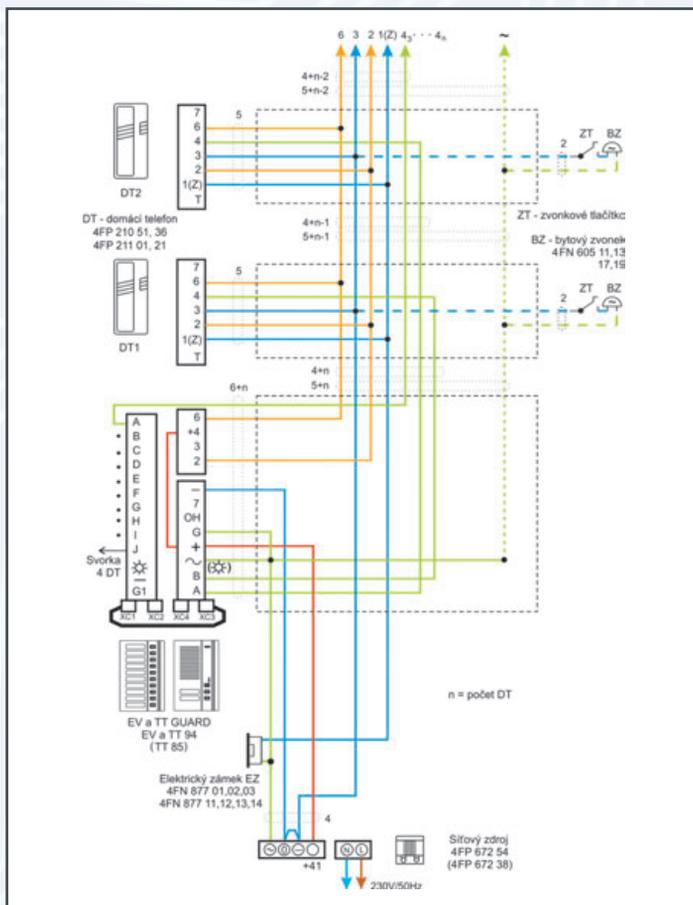 6 3 2 1(Z) 4₃ · · · 4ₙ ~
4+n-2
5+n-2
7
6
4
3
2
1(Z)
T
5
2
ZT BZ
DT2
DT - domácí telefon
4FP 210 51, 36
4FP 211 01, 21
4+n-1
5+n-1
ZT - zvonkové tlačítko
BZ - bytový zvonek
4FN 605 11,13
17,19
7
6
4
3
2
1(Z)
T
5
2
ZT BZ
DT1
4+n
5+n
6+n
A
B
C
D
E
F
G
H
I
J
G1
Svorka
4 DT
6
+4
3
2
–
7
OH
G
+
~
B
A
XC1 XC2 XC4 XC3
EV a TT GUARD
EV a TT 94
(TT 85)
n = počet DT
Elektrický zámek EZ
4FN 877 01,02,03
4FN 877 11,12,13,14
4
~ 0 –
+41
N L
230V/50Hz
Síťový zdroj
4FP 672 54
(4FP 672 38)